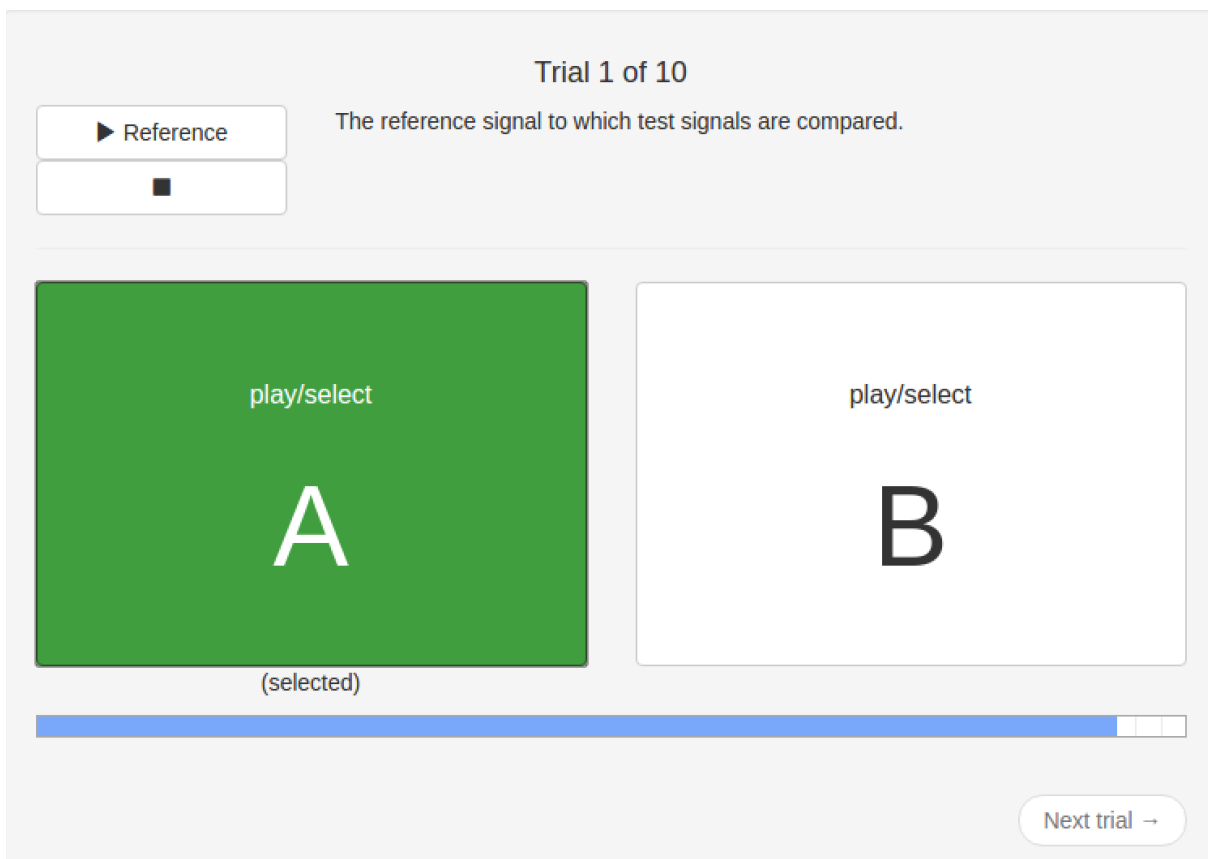 Trial 1 of 10
▶ Reference
The reference signal to which test signals are compared.
play/select
play/select
A
B
(selected)
Next trial →